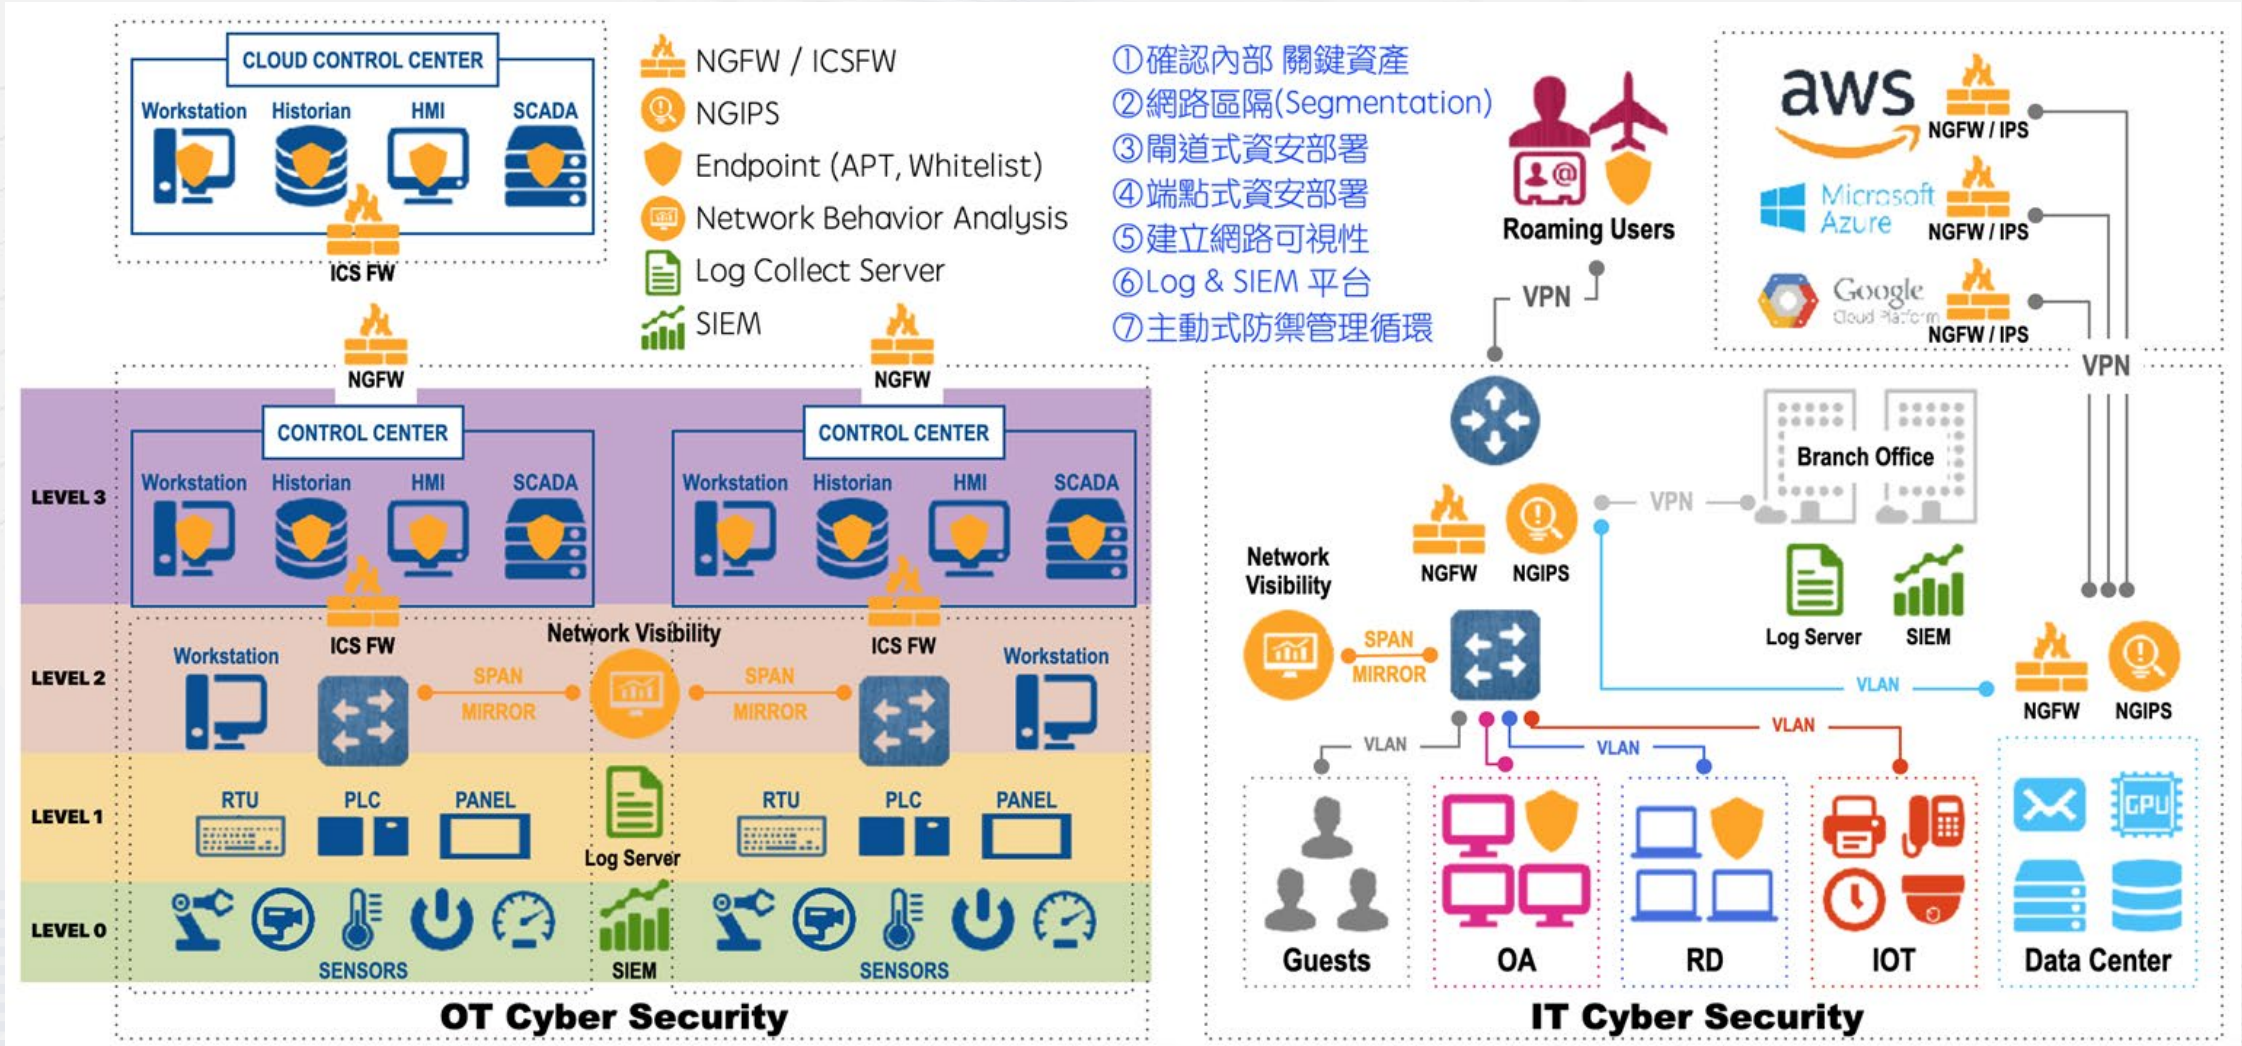 CLOUD CONTROL CENTER
Workstation
Historian
HMI
SCADA
ICS FW
NGFW / ICSFW
NGIPS
Endpoint (APT, Whitelist)
Network Behavior Analysis
Log Collect Server
SIEM
①確認內部 關鍵資產
②網路區隔(Segmentation)
③閘道式資安部署
④端點式資安部署
⑤建立網路可視性
⑥Log & SIEM 平台
⑦主動式防禦管理循環
Roaming Users
VPN
aws
NGFW / IPS
Microsoft
Azure
NGFW / IPS
Google
Cloud Platform
NGFW / IPS
VPN
NGFW
NGFW
LEVEL 3
CONTROL CENTER
Workstation
Historian
HMI
SCADA
CONTROL CENTER
Workstation
Historian
HMI
SCADA
LEVEL 2
ICS FW
Network Visibility
ICS FW
Workstation
SPAN
MIRROR
SPAN
MIRROR
Workstation
LEVEL 1
RTU
PLC
PANEL
Log Server
RTU
PLC
PANEL
LEVEL 0
SENSORS
SIEM
SENSORS
OT Cyber Security
Branch Office
VPN
NGFW
NGIPS
Network
Visibility
SPAN
MIRROR
Log Server
SIEM
VLAN
NGFW
NGIPS
VLAN
VLAN
VLAN
GPU
Guests
OA
RD
IOT
Data Center
IT Cyber Security